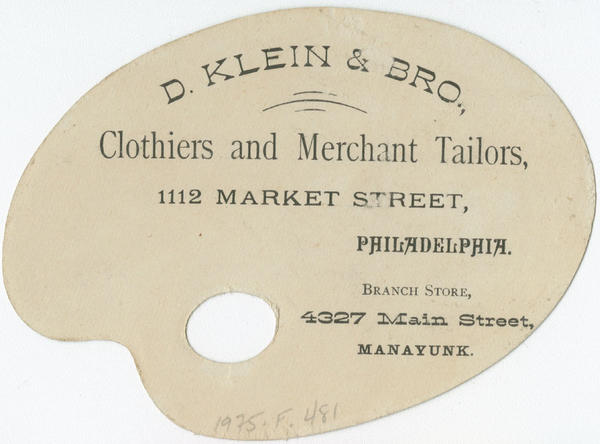 D. KLEIN & BRO.,
Clothiers and Merchant Tailors,
1112 MARKET STREET,
PHILADELPHIA.
BRANCH STORE,
4327 Main Street,
MANAYUNK.
1975. F. 481